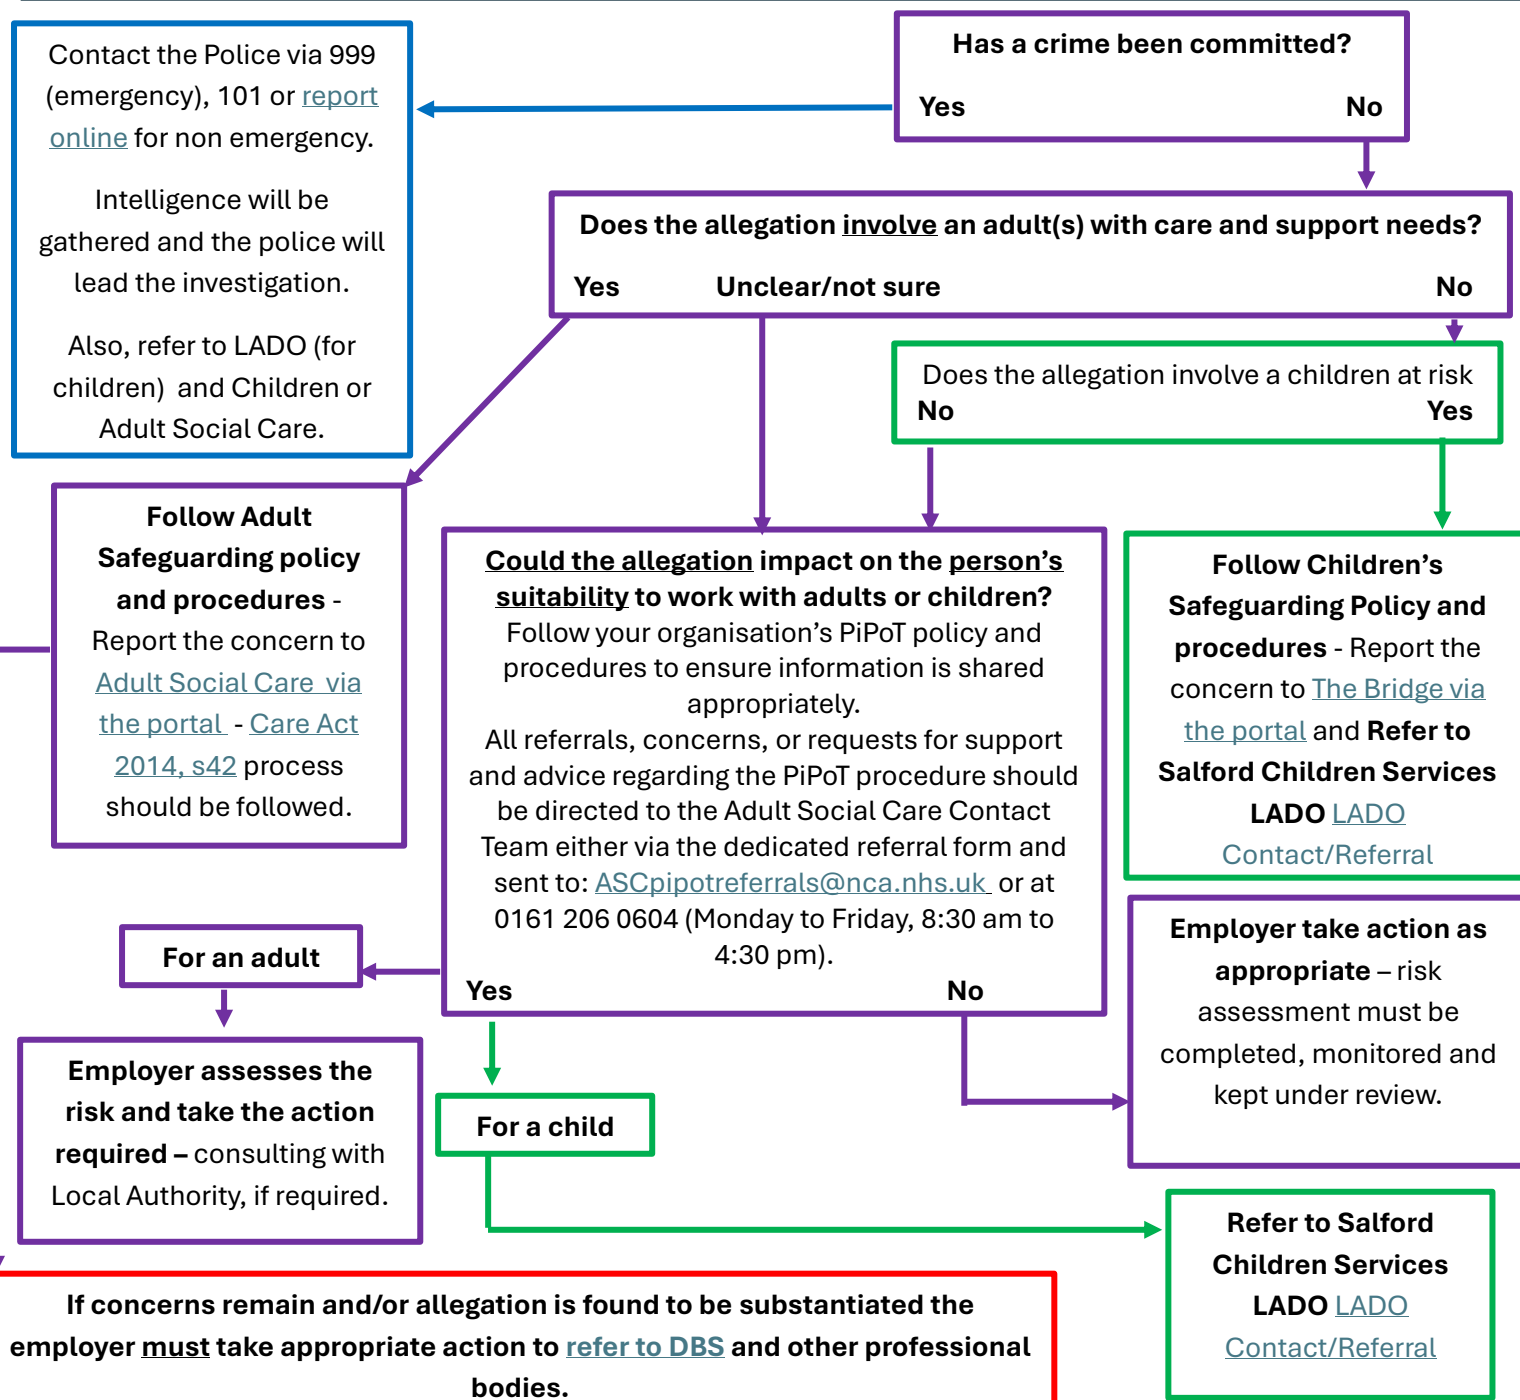 Contact the Police via 999
(emergency), 101 or report
online for non emergency.
Intelligence will be
gathered and the police will
lead the investigation.
Also, refer to LADO (for
children)  and Children or
Adult Social Care.
Has a crime been committed?
Yes No
Does the allegation involve an adult(s) with care and support needs?
Yes Unclear/not sure No
Does the allegation involve a children at risk
No Yes
Follow Adult
Safeguarding policy
and procedures -
Report the concern to
Adult Social Care  via
the portal  - Care Act
2014, s42 process
should be followed.
Could the allegation impact on the person’s
suitability to work with adults or children?
Follow your organisation’s PiPoT policy and
procedures to ensure information is shared
appropriately.
All referrals, concerns, or requests for support
and advice regarding the PiPoT procedure should
be directed to the Adult Social Care Contact
Team either via the dedicated referral form and
sent to: ASCpipotreferrals@nca.nhs.uk  or at
0161 206 0604 (Monday to Friday, 8:30 am to
4:30 pm).
Yes No
Follow Children’s
Safeguarding Policy and
procedures - Report the
concern to The Bridge via
the portal and Refer to
Salford Children Services
LADO LADO
Contact/Referral
For an adult
Employer assesses the
risk and take the action
required – consulting with
Local Authority, if required.
For a child
Employer take action as
appropriate – risk
assessment must be
completed, monitored and
kept under review.
Refer to Salford
Children Services
LADO LADO
Contact/Referral
If concerns remain and/or allegation is found to be substantiated the
employer must take appropriate action to refer to DBS and other professional
bodies.